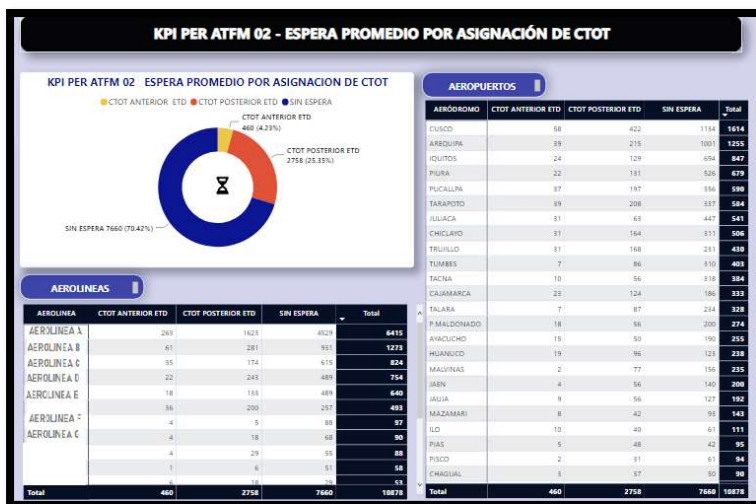 KPI PER ATFM 02 - ESPERA PROMEDIO POR ASIGNACIÓN DE CTOT
KPI PER ATFM 02 ESPERA PROMEDIO POR ASIGNACION DE CTOT
CTOT ANTERIOR ETD CTOT POSTERIOR ETD SIN ESPERA
CTOT ANTERIOR ETD
460 (4.23%)
CTOT POSTERIOR ETD
2758 (25.35%)
SIN ESPERA 7660 (70.42%)
AEROLINEAS
AEROLINEA CTOT ANTERIOR ETD CTOT POSTERIOR ETD SIN ESPERA Total
AEROLINEA A 263 1623 4529 6415
AEROLINEA B 61 281 931 1273
AEROLINEA C 35 174 615 824
AEROLINEA D 22 243 489 754
AEROLINEA E 18 133 489 640
36 200 257 493
AEROLINEA F 4 5 88 97
AEROLINEA G 4 18 68 90
4 29 55 88
1 6 51 58
6 18 29 53
Total 460 2758 7660 10878
AEROPUERTOS
AERÓDROMO CTOT ANTERIOR ETD CTOT POSTERIOR ETD SIN ESPERA Total
CUSCO 58 422 1134 1614
AREQUIPA 39 215 1001 1255
IQUITOS 24 129 694 847
PIURA 22 131 526 679
PUCALLPA 37 197 356 590
TARAPOTO 39 208 337 584
JULIACA 31 63 447 541
CHICLAYO 31 164 311 506
TRUJILLO 31 168 231 430
TUMBES 7 86 310 403
TACNA 10 56 318 384
CAJAMARCA 23 124 186 333
TALARA 7 87 234 328
P.MALDONADO 18 56 200 274
AYACUCHO 15 50 190 255
HUANUCO 19 96 123 238
MALVINAS 2 77 156 235
JAEN 4 56 140 200
JAUJA 9 56 127 192
MAZAMARI 8 42 93 143
ILO 10 40 61 111
PIAS 5 48 42 95
PISCO 2 31 61 94
CHAGUAL 3 37 50 90
Total 460 2758 7660 10878